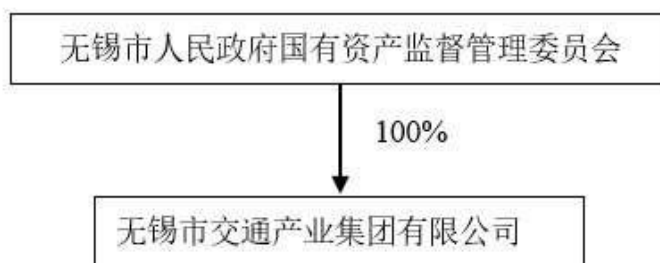 无锡市人民政府国有资产监督管理委员会
100%
无锡市交通产业集团有限公司